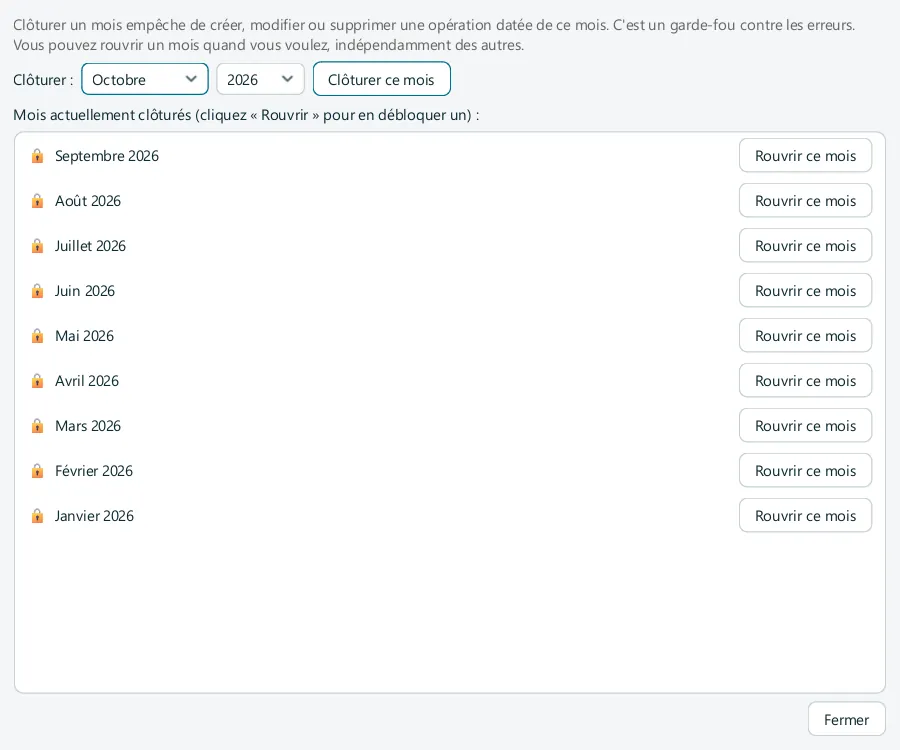 Clôturer un mois empêche de créer, modifier ou supprimer une opération datée de ce mois. C'est un garde-fou contre les erreurs.
Vous pouvez rouvrir un mois quand vous voulez, indépendamment des autres.
Clôturer : Octobre 2026 Clôturer ce mois
Mois actuellement clôturés (cliquez « Rouvrir » pour en débloquer un) :
Septembre 2026 Rouvrir ce mois
Août 2026 Rouvrir ce mois
Juillet 2026 Rouvrir ce mois
Juin 2026 Rouvrir ce mois
Mai 2026 Rouvrir ce mois
Avril 2026 Rouvrir ce mois
Mars 2026 Rouvrir ce mois
Février 2026 Rouvrir ce mois
Janvier 2026 Rouvrir ce mois
Fermer